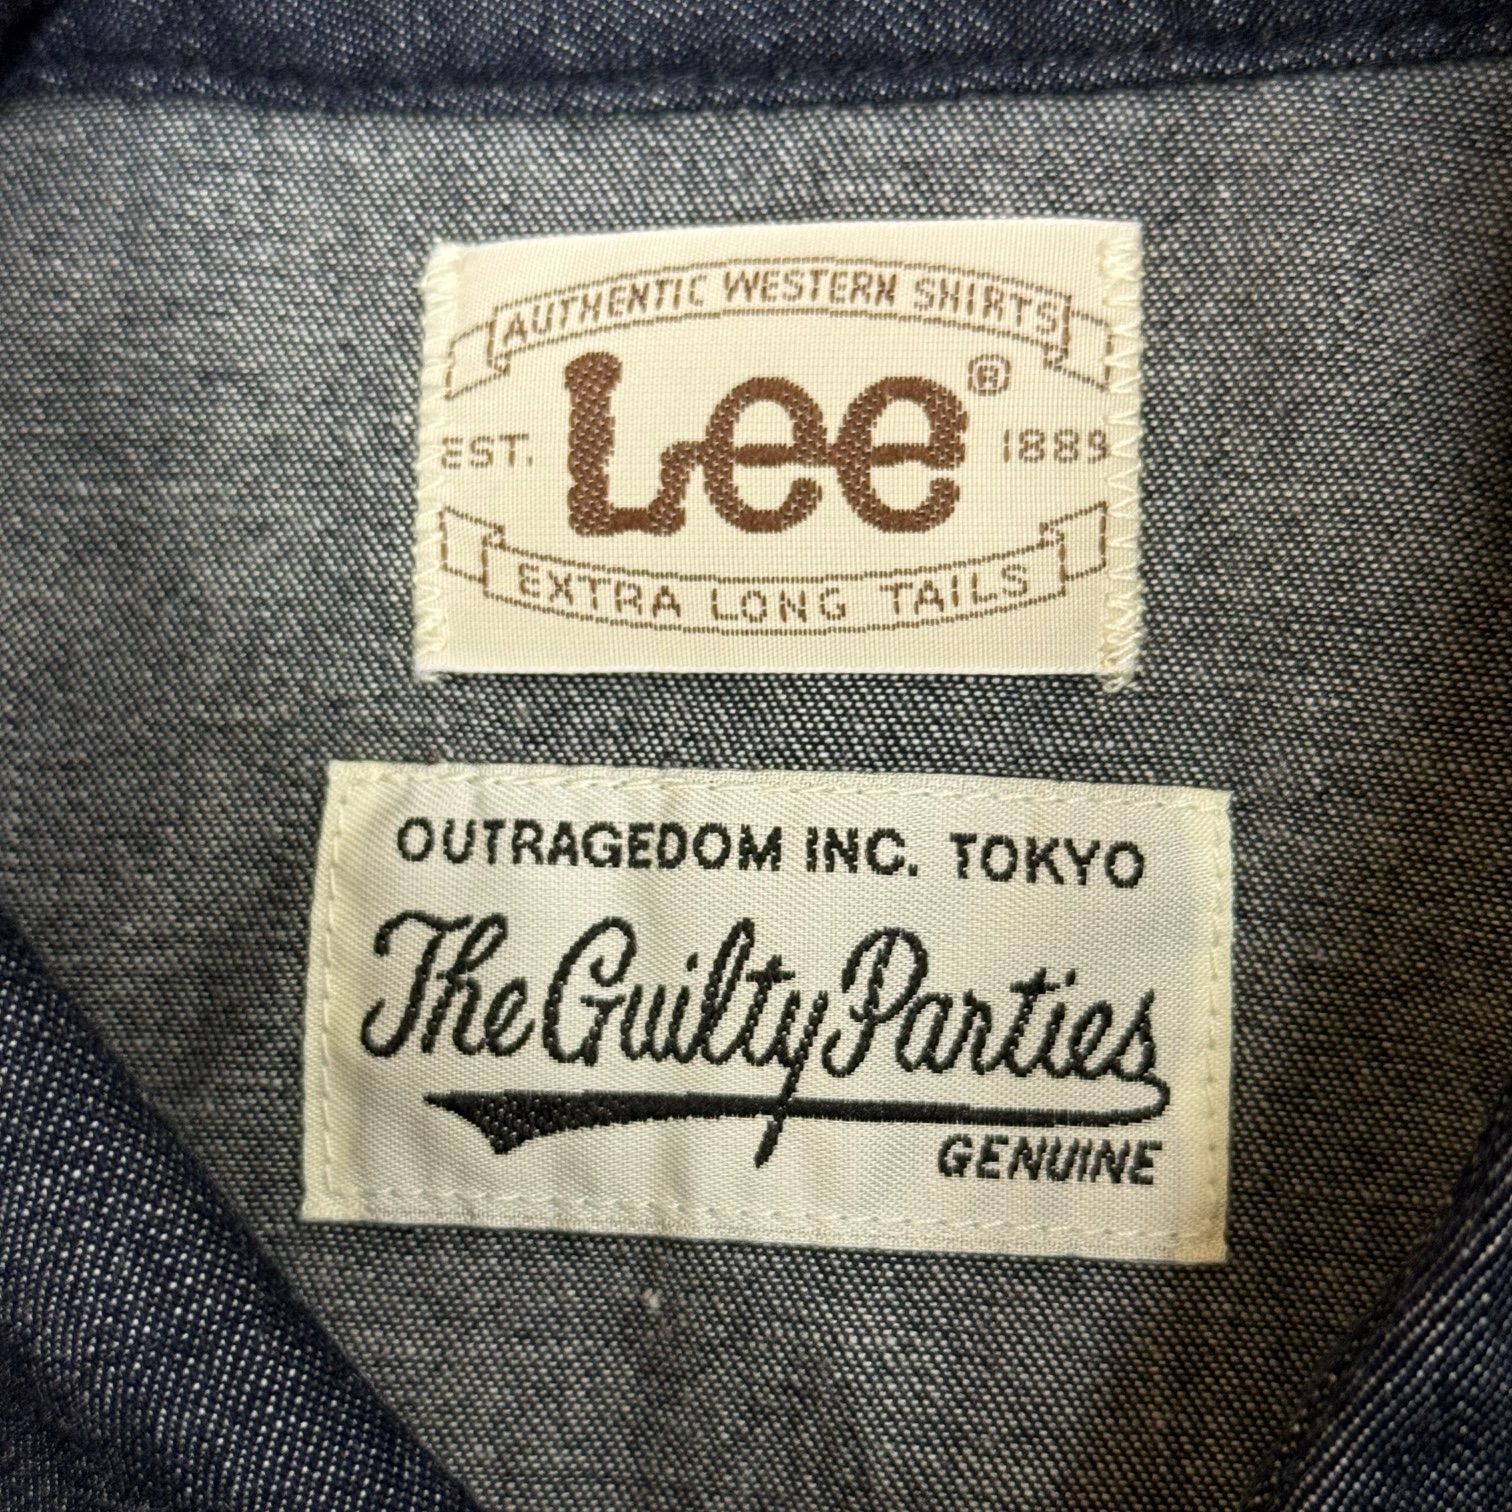 AUTHENTIC WESTERN SHIRTS
Lee®
EST. 1889
EXTRA LONG TAILS
OUTRAGEDOM INC. TOKYO
The Guilty Parties
GENUINE